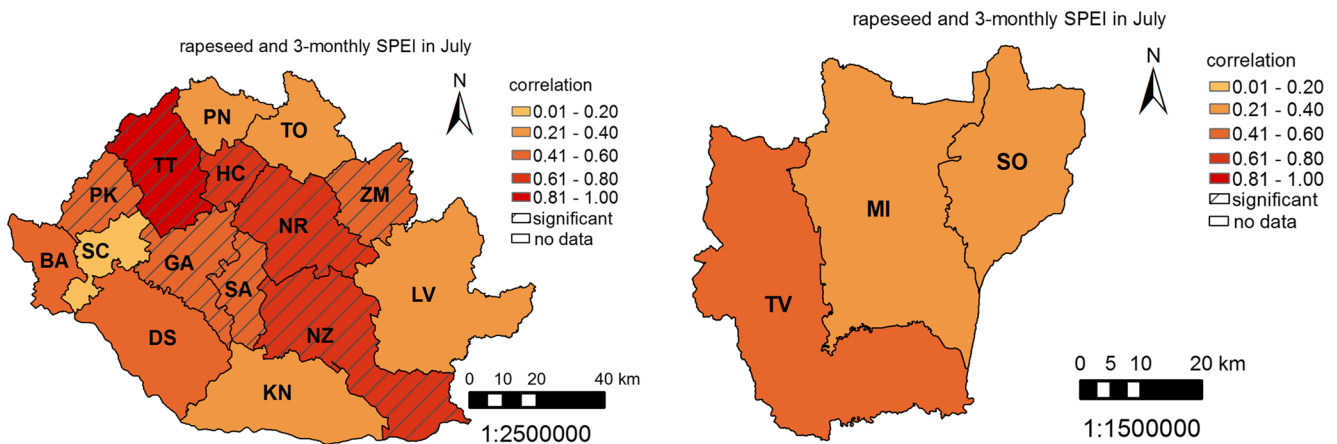 rapeseed and 3-monthly SPEI in July
N
correlation
0.01 - 0.20
0.21 - 0.40
0.41 - 0.60
0.61 - 0.80
0.81 - 1.00
significant
no data
PN
TO
TT
HC
ZM
PK
NR
SC
BA
GA
SA
LV
DS
NZ
KN
0 10 20 40 km
1:2500000
rapeseed and 3-monthly SPEI in July
N
correlation
0.01 - 0.20
0.21 - 0.40
0.41 - 0.60
0.61 - 0.80
0.81 - 1.00
significant
no data
SO
MI
TV
0 5 10 20 km
1:1500000